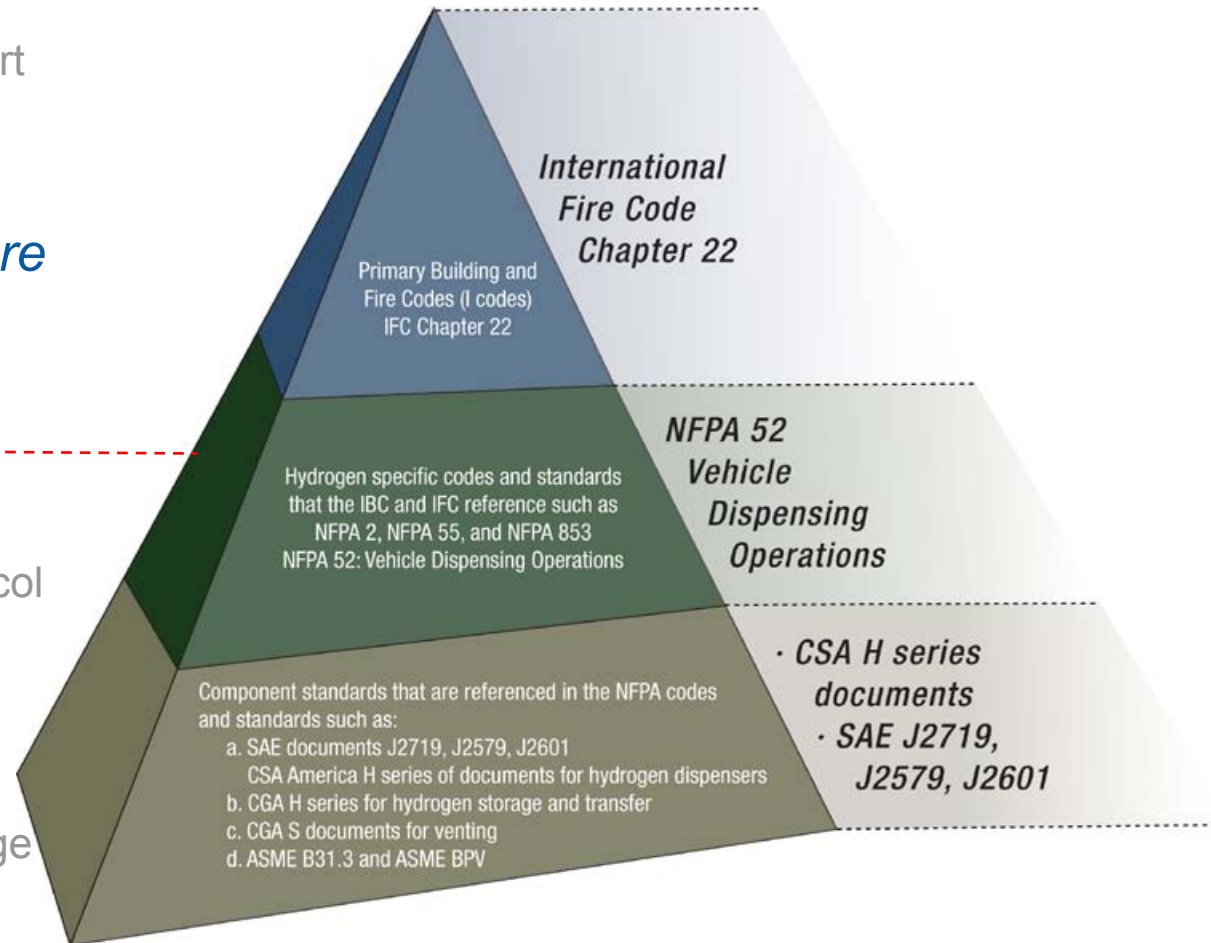 rt
re
col
ge
Primary Building and
Fire Codes (I codes)
IFC Chapter 22
International
Fire Code
Chapter 22
Hydrogen specific codes and standards
that the IBC and IFC reference such as
NFPA 2, NFPA 55, and NFPA 853
NFPA 52: Vehicle Dispensing Operations
NFPA 52
Vehicle
Dispensing
Operations
Component standards that are referenced in the NFPA codes
and standards such as:
a. SAE documents J2719, J2579, J2601
CSA America H series of documents for hydrogen dispensers
b. CGA H series for hydrogen storage and transfer
c. CGA S documents for venting
d. ASME B31.3 and ASME BPV
· CSA H series
documents
· SAE J2719,
J2579, J2601